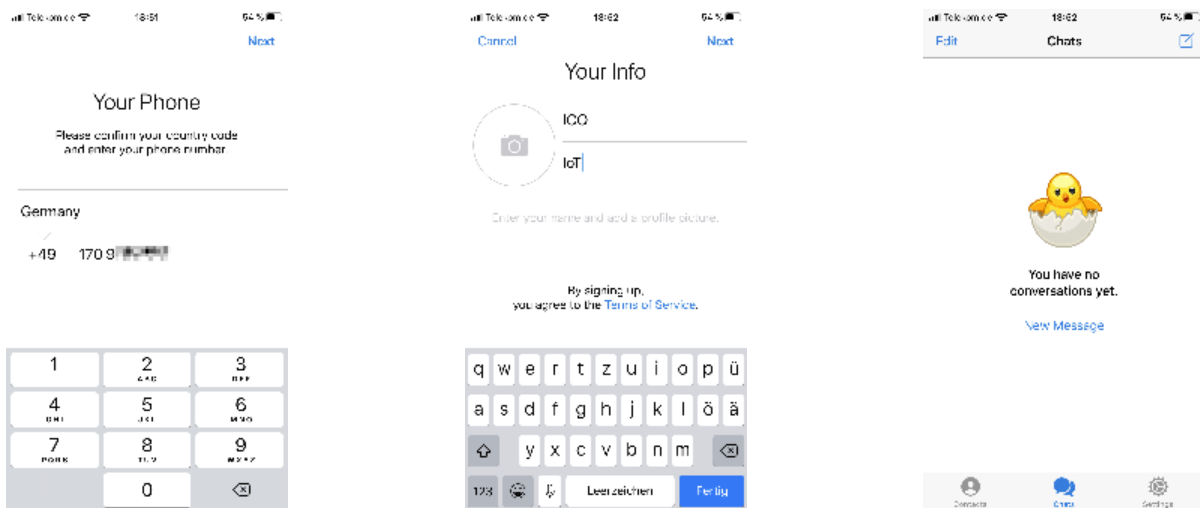 Telekom.de
18:51
54 %
Next
Your Phone
Please confirm your country code
and enter your phone number.
Germany
+49 170 9
1
2
ABC
3
DEF
4
GHI
5
JKL
6
MNO
7
PQRS
8
TUV
9
WXYZ
0
Telekom.de
18:52
54 %
Cancel
Next
Your Info
ICO
IoT
Enter your name and add a profile picture.
By signing up,
you agree to the Terms of Service.
q w e r t z u i o p ü
a s d f g h j k l ö ä
y x c v b n m
123
Leerzeichen
Fertig
Telekom.de
18:52
54 %
Edit
Chats
You have no
conversations yet.
New Message
Contacts
Chats
Settings